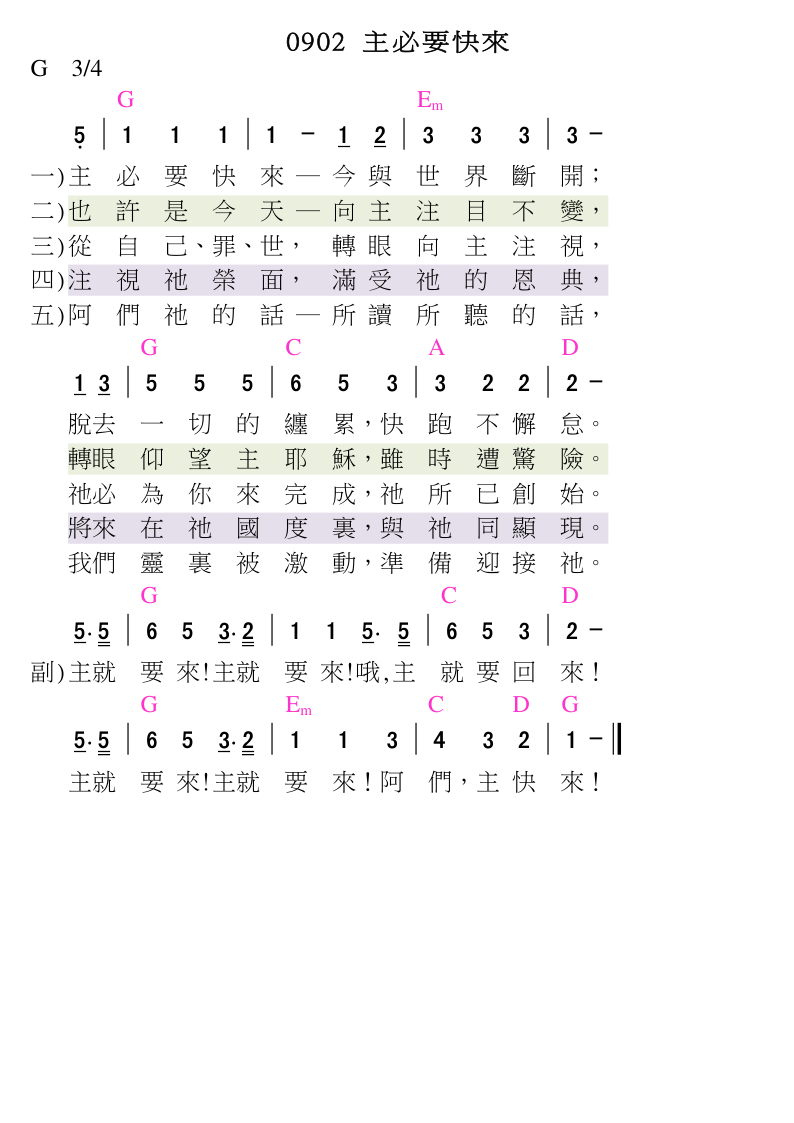 0902 主必要快來
G 3/4
G Em
5 | 1 1 1 | 1 – 1 2 | 3 3 3 | 3 –
一)主必要快來—今與世界斷開；
二)也許是今天—向主注目不變，
三)從自己、罪、世，轉眼向主注視，
四)注視祂榮面，滿受祂的恩典，
五)阿們祂的話—所讀所聽的話，
G C A D
1 3 | 5 5 5 | 6 5 3 | 3 2 2 | 2 –
脫去一切的纏累，快跑不懈怠。
轉眼仰望主耶穌，雖時遭驚險。
祂必為你來完成，祂所已創始。
將來在祂國度裏，與祂同顯現。
我們靈裏被激動，準備迎接祂。
G C D
5. 5 | 6 5 3. 2 | 1 1 5. 5 | 6 5 3 | 2 –
副)主就要來!主就要來!哦,主就要回來!
G Em C D G
5. 5 | 6 5 3. 2 | 1 1 3 | 4 3 2 | 1 – ||
主就要來!主就要來!阿們，主快來!